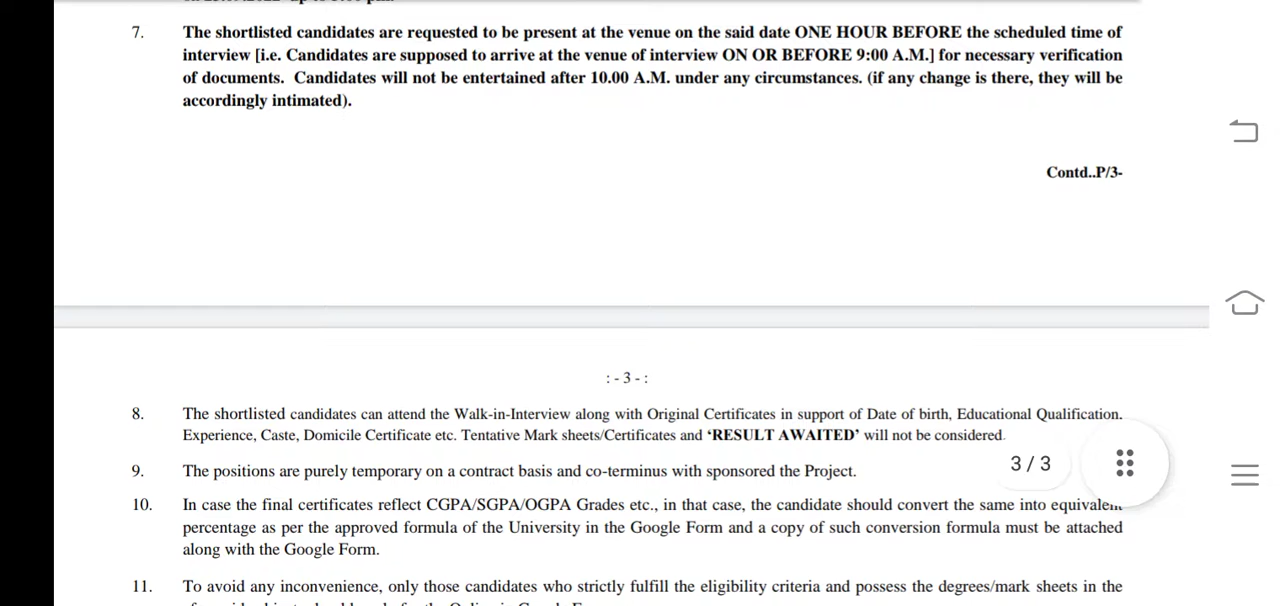 7. The shortlisted candidates are requested to be present at the venue on the said date ONE HOUR BEFORE the scheduled time of
interview [i.e. Candidates are supposed to arrive at the venue of interview ON OR BEFORE 9:00 A.M.] for necessary verification
of documents. Candidates will not be entertained after 10.00 A.M. under any circumstances. (if any change is there, they will be
accordingly intimated).
Contd..P/3-
: - 3 - :
8. The shortlisted candidates can attend the Walk-in-Interview along with Original Certificates in support of Date of birth, Educational Qualification.
Experience, Caste, Domicile Certificate etc. Tentative Mark sheets/Certificates and ‘RESULT AWAITED’ will not be considered.
3 / 3
9. The positions are purely temporary on a contract basis and co-terminus with sponsored the Project.
10. In case the final certificates reflect CGPA/SGPA/OGPA Grades etc., in that case, the candidate should convert the same into equivalent
percentage as per the approved formula of the University in the Google Form and a copy of such conversion formula must be attached
along with the Google Form.
11. To avoid any inconvenience, only those candidates who strictly fulfill the eligibility criteria and possess the degrees/mark sheets in the